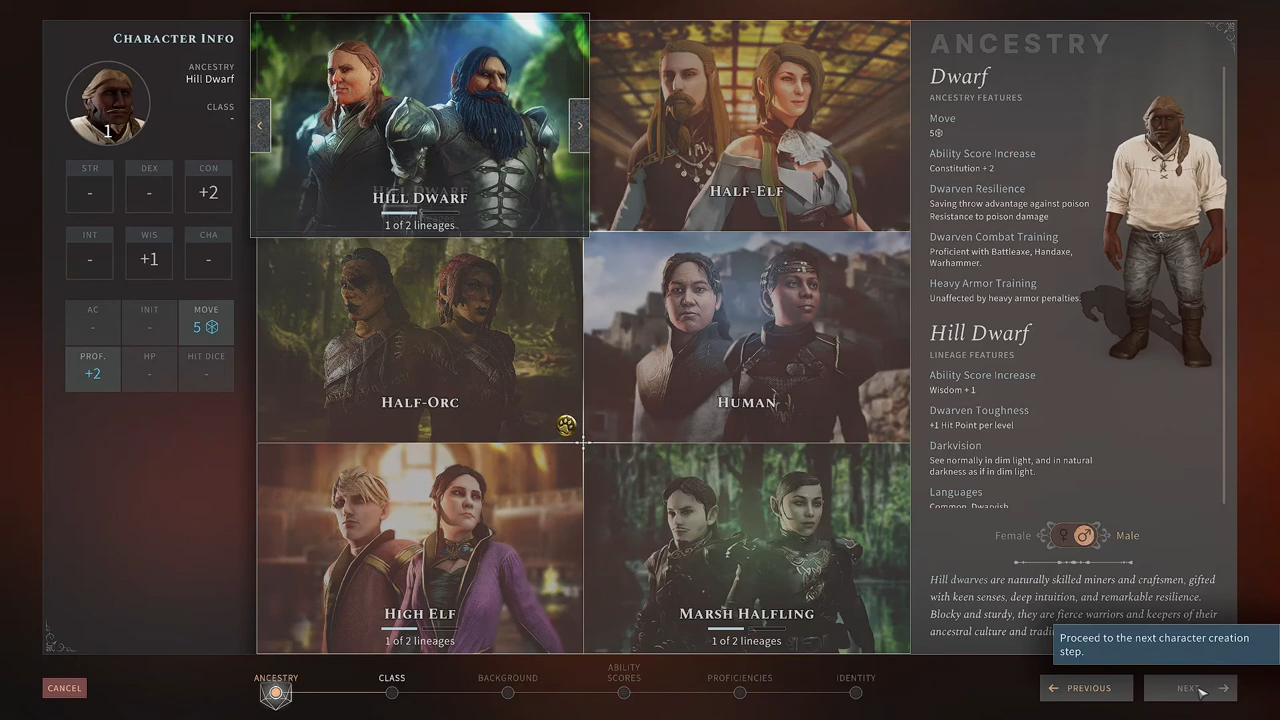 CHARACTER INFO
ANCESTRY
Hill Dwarf
CLASS
-
1
STR
DEX
CON
-
-
+2
INT
WIS
CHA
-
+1
-
AC
INIT
MOVE
-
-
5
PROF.
HP
HIT DICE
+2
-
-
HILL DWARF
1 of 2 lineages
HALF-ELF
HALF-ORC
HUMAN
HIGH ELF
1 of 2 lineages
MARSH HALFLING
1 of 2 lineages
ANCESTRY
Dwarf
ANCESTRY FEATURES
Move
5
Ability Score Increase
Constitution + 2
Dwarven Resilience
Saving throw advantage against poison
Resistance to poison damage
Dwarven Combat Training
Proficient with Battleaxe, Handaxe,
Warhammer.
Heavy Armor Training
Unaffected by heavy armor penalties.
Hill Dwarf
LINEAGE FEATURES
Ability Score Increase
Wisdom + 1
Dwarven Toughness
+1 Hit Point per level
Darkvision
See normally in dim light, and in natural
darkness as if in dim light.
Languages
Common, Dwarvish
Female
Male
Hill dwarves are naturally skilled miners and craftsmen, gifted
with keen senses, deep intuition, and remarkable resilience.
Blocky and sturdy, they are fierce warriors and keepers of their
ancestral culture and
Proceed to the next character creation
step.
CANCEL
ANCESTRY
CLASS
BACKGROUND
ABILITY
SCORES
PROFICIENCIES
IDENTITY
PREVIOUS
NEXT